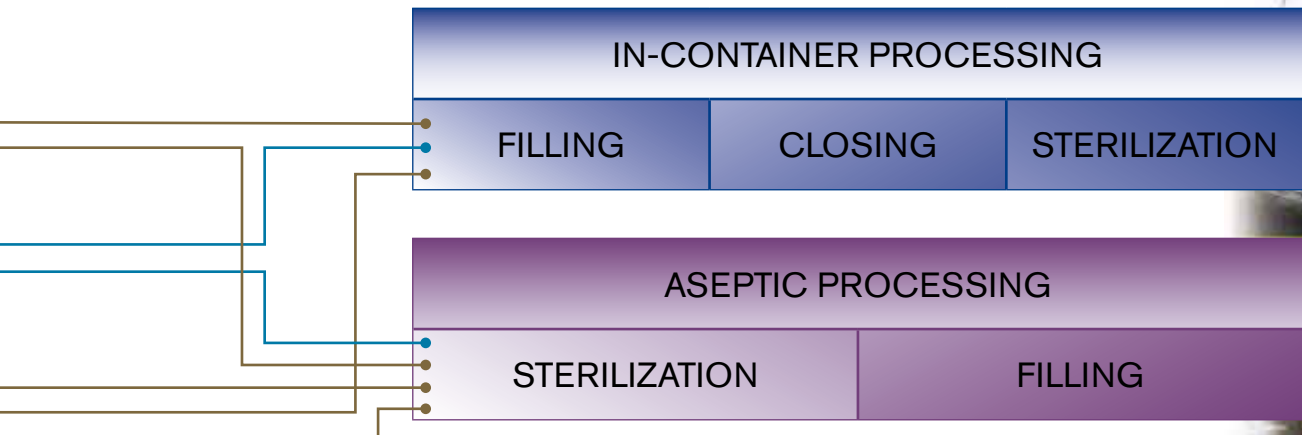 IN-CONTAINER PROCESSING
FILLING CLOSING STERILIZATION
ASEPTIC PROCESSING
STERILIZATION FILLING